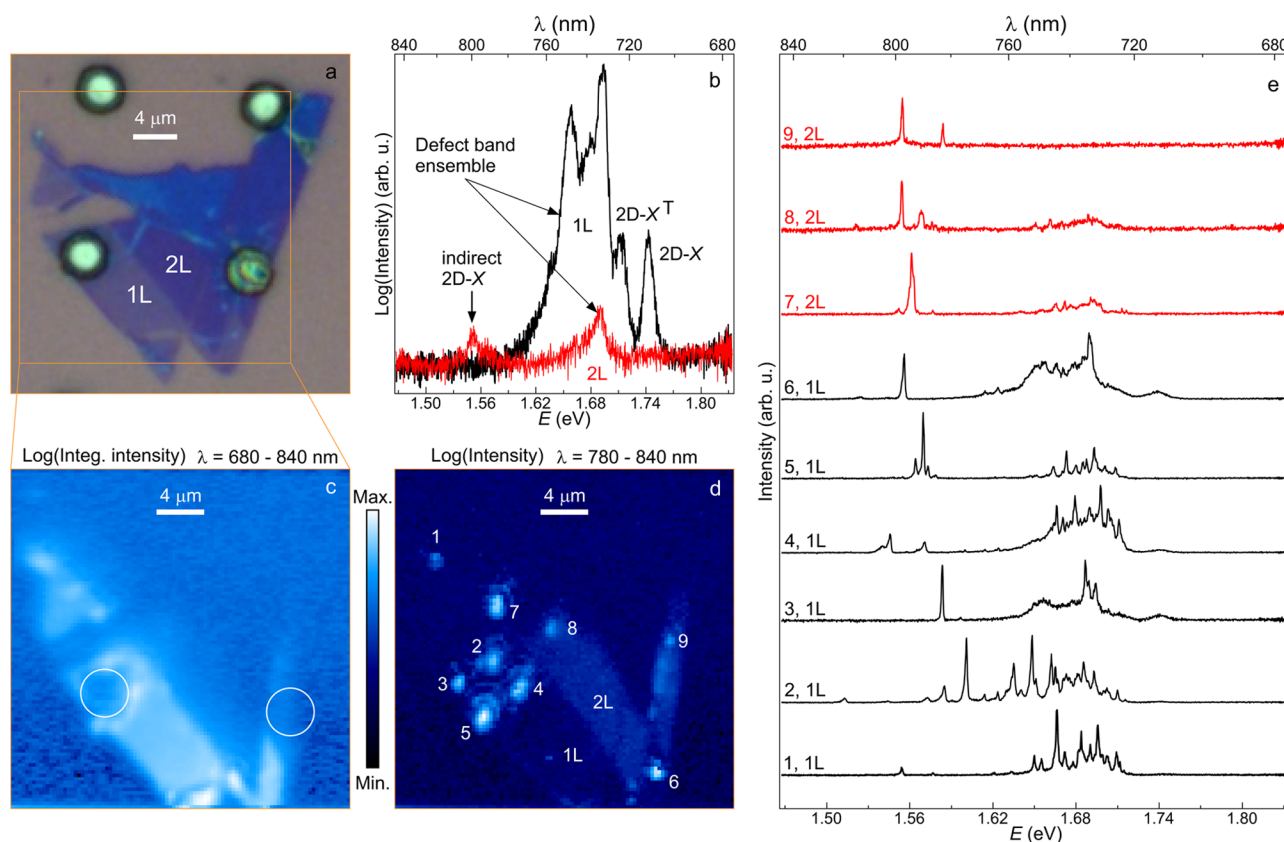 a
4 μm
1L
2L
λ (nm)
840 800 760 720 680
b
Log(Intensity) (arb. u.)
Defect band
ensemble
1L
2D-X T
2D-X
indirect
2D-X
2L
1.50 1.56 1.62 1.68 1.74 1.80
E (eV)
Log(Integ. intensity) λ = 680 - 840 nm
c
4 μm
Max.
Min.
Log(Intensity) λ = 780 - 840 nm
d
4 μm
1
7
8
9
2
3
4
5
2L
1L
6
λ (nm)
840 800 760 720 680
e
Intensity (arb. u.)
9, 2L
8, 2L
7, 2L
6, 1L
5, 1L
4, 1L
3, 1L
2, 1L
1, 1L
1.50 1.56 1.62 1.68 1.74 1.80
E (eV)